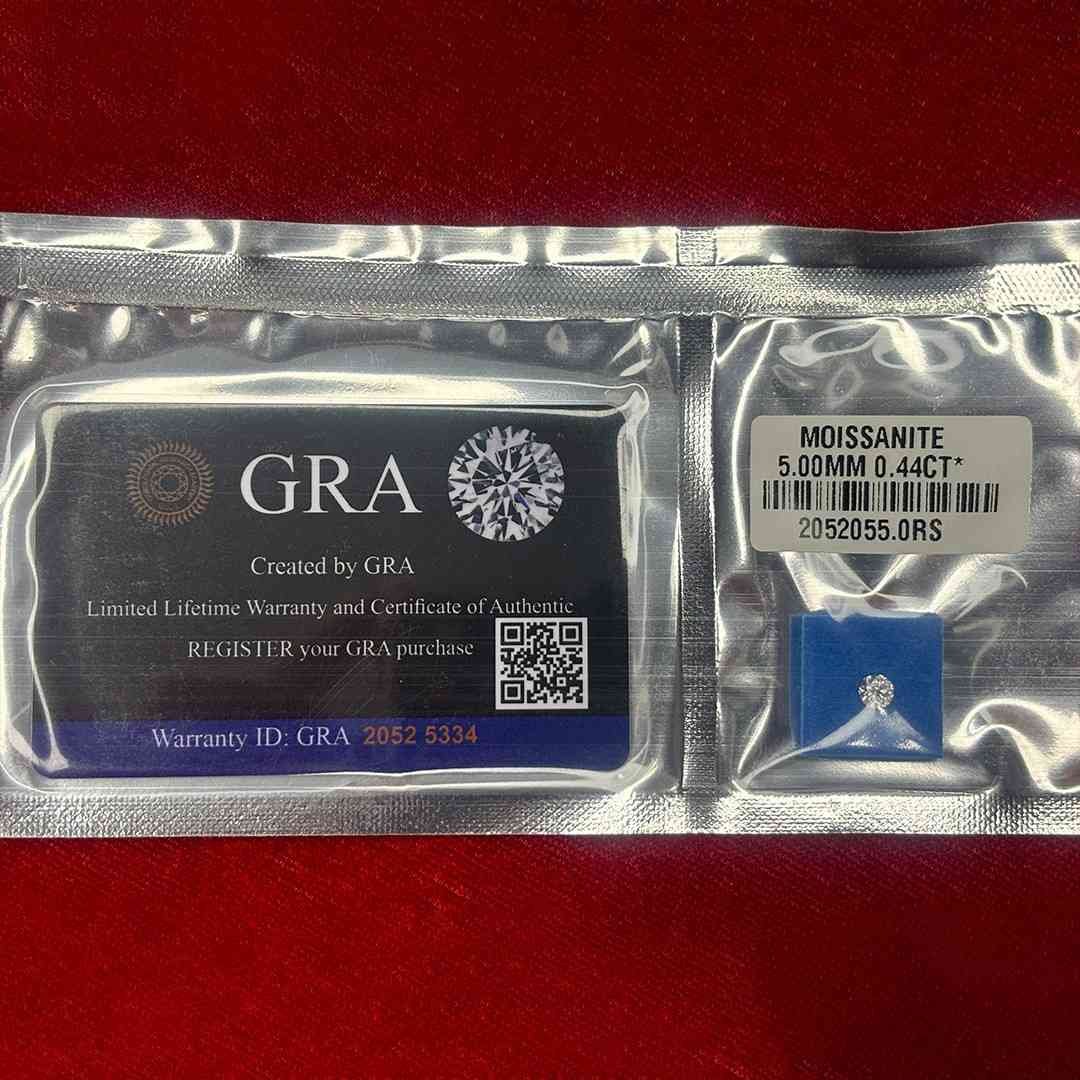 GRA
Created by GRA
Limited Lifetime Warranty and Certificate of Authentic
REGISTER your GRA purchase
Warranty ID: GRA 2052 5334
MOISSANITE
5.00MM 0.44CT*
2052055.0RS